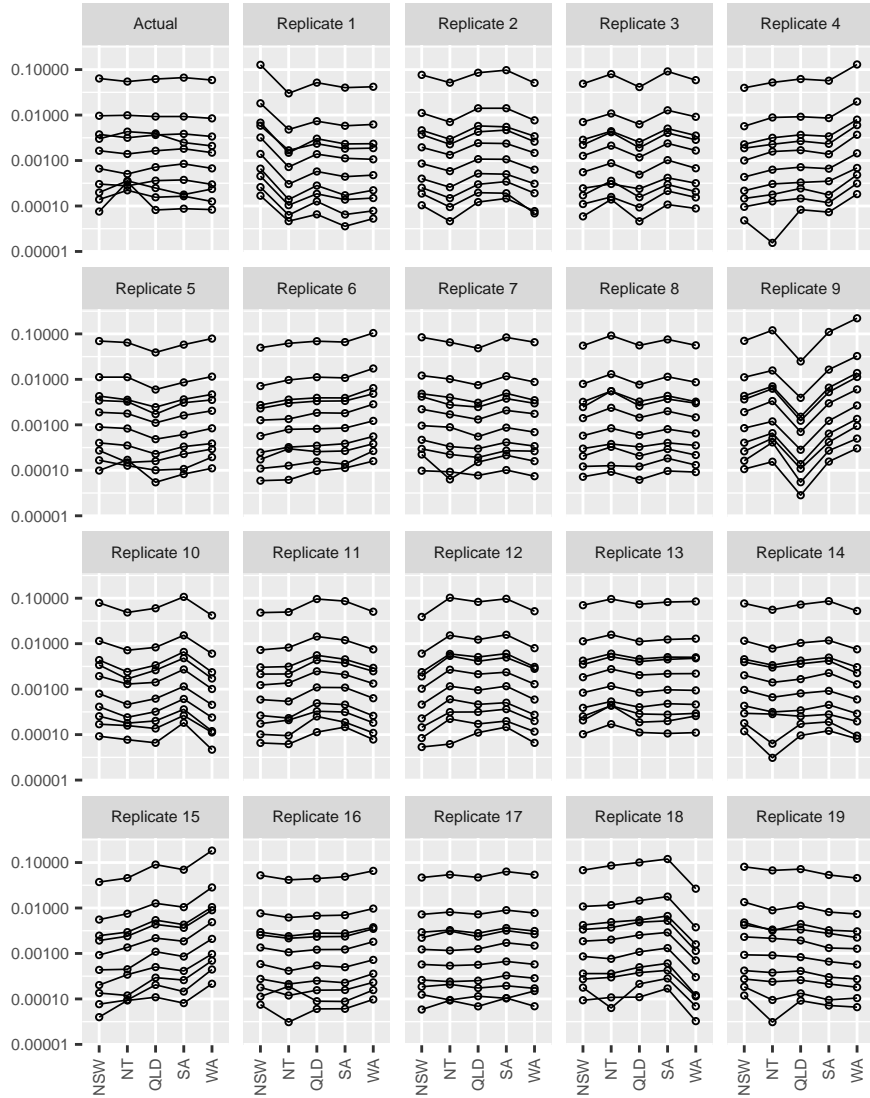 Actual
Replicate 1
Replicate 2
Replicate 3
Replicate 4
0.10000
0.01000
0.00100
0.00010
0.00001
Replicate 5
Replicate 6
Replicate 7
Replicate 8
Replicate 9
0.10000
0.01000
0.00100
0.00010
0.00001
Replicate 10
Replicate 11
Replicate 12
Replicate 13
Replicate 14
0.10000
0.01000
0.00100
0.00010
0.00001
Replicate 15
Replicate 16
Replicate 17
Replicate 18
Replicate 19
0.10000
0.01000
0.00100
0.00010
0.00001
NSW
NT
QLD
SA
WA
NSW
NT
QLD
SA
WA
NSW
NT
QLD
SA
WA
NSW
NT
QLD
SA
WA
NSW
NT
QLD
SA
WA